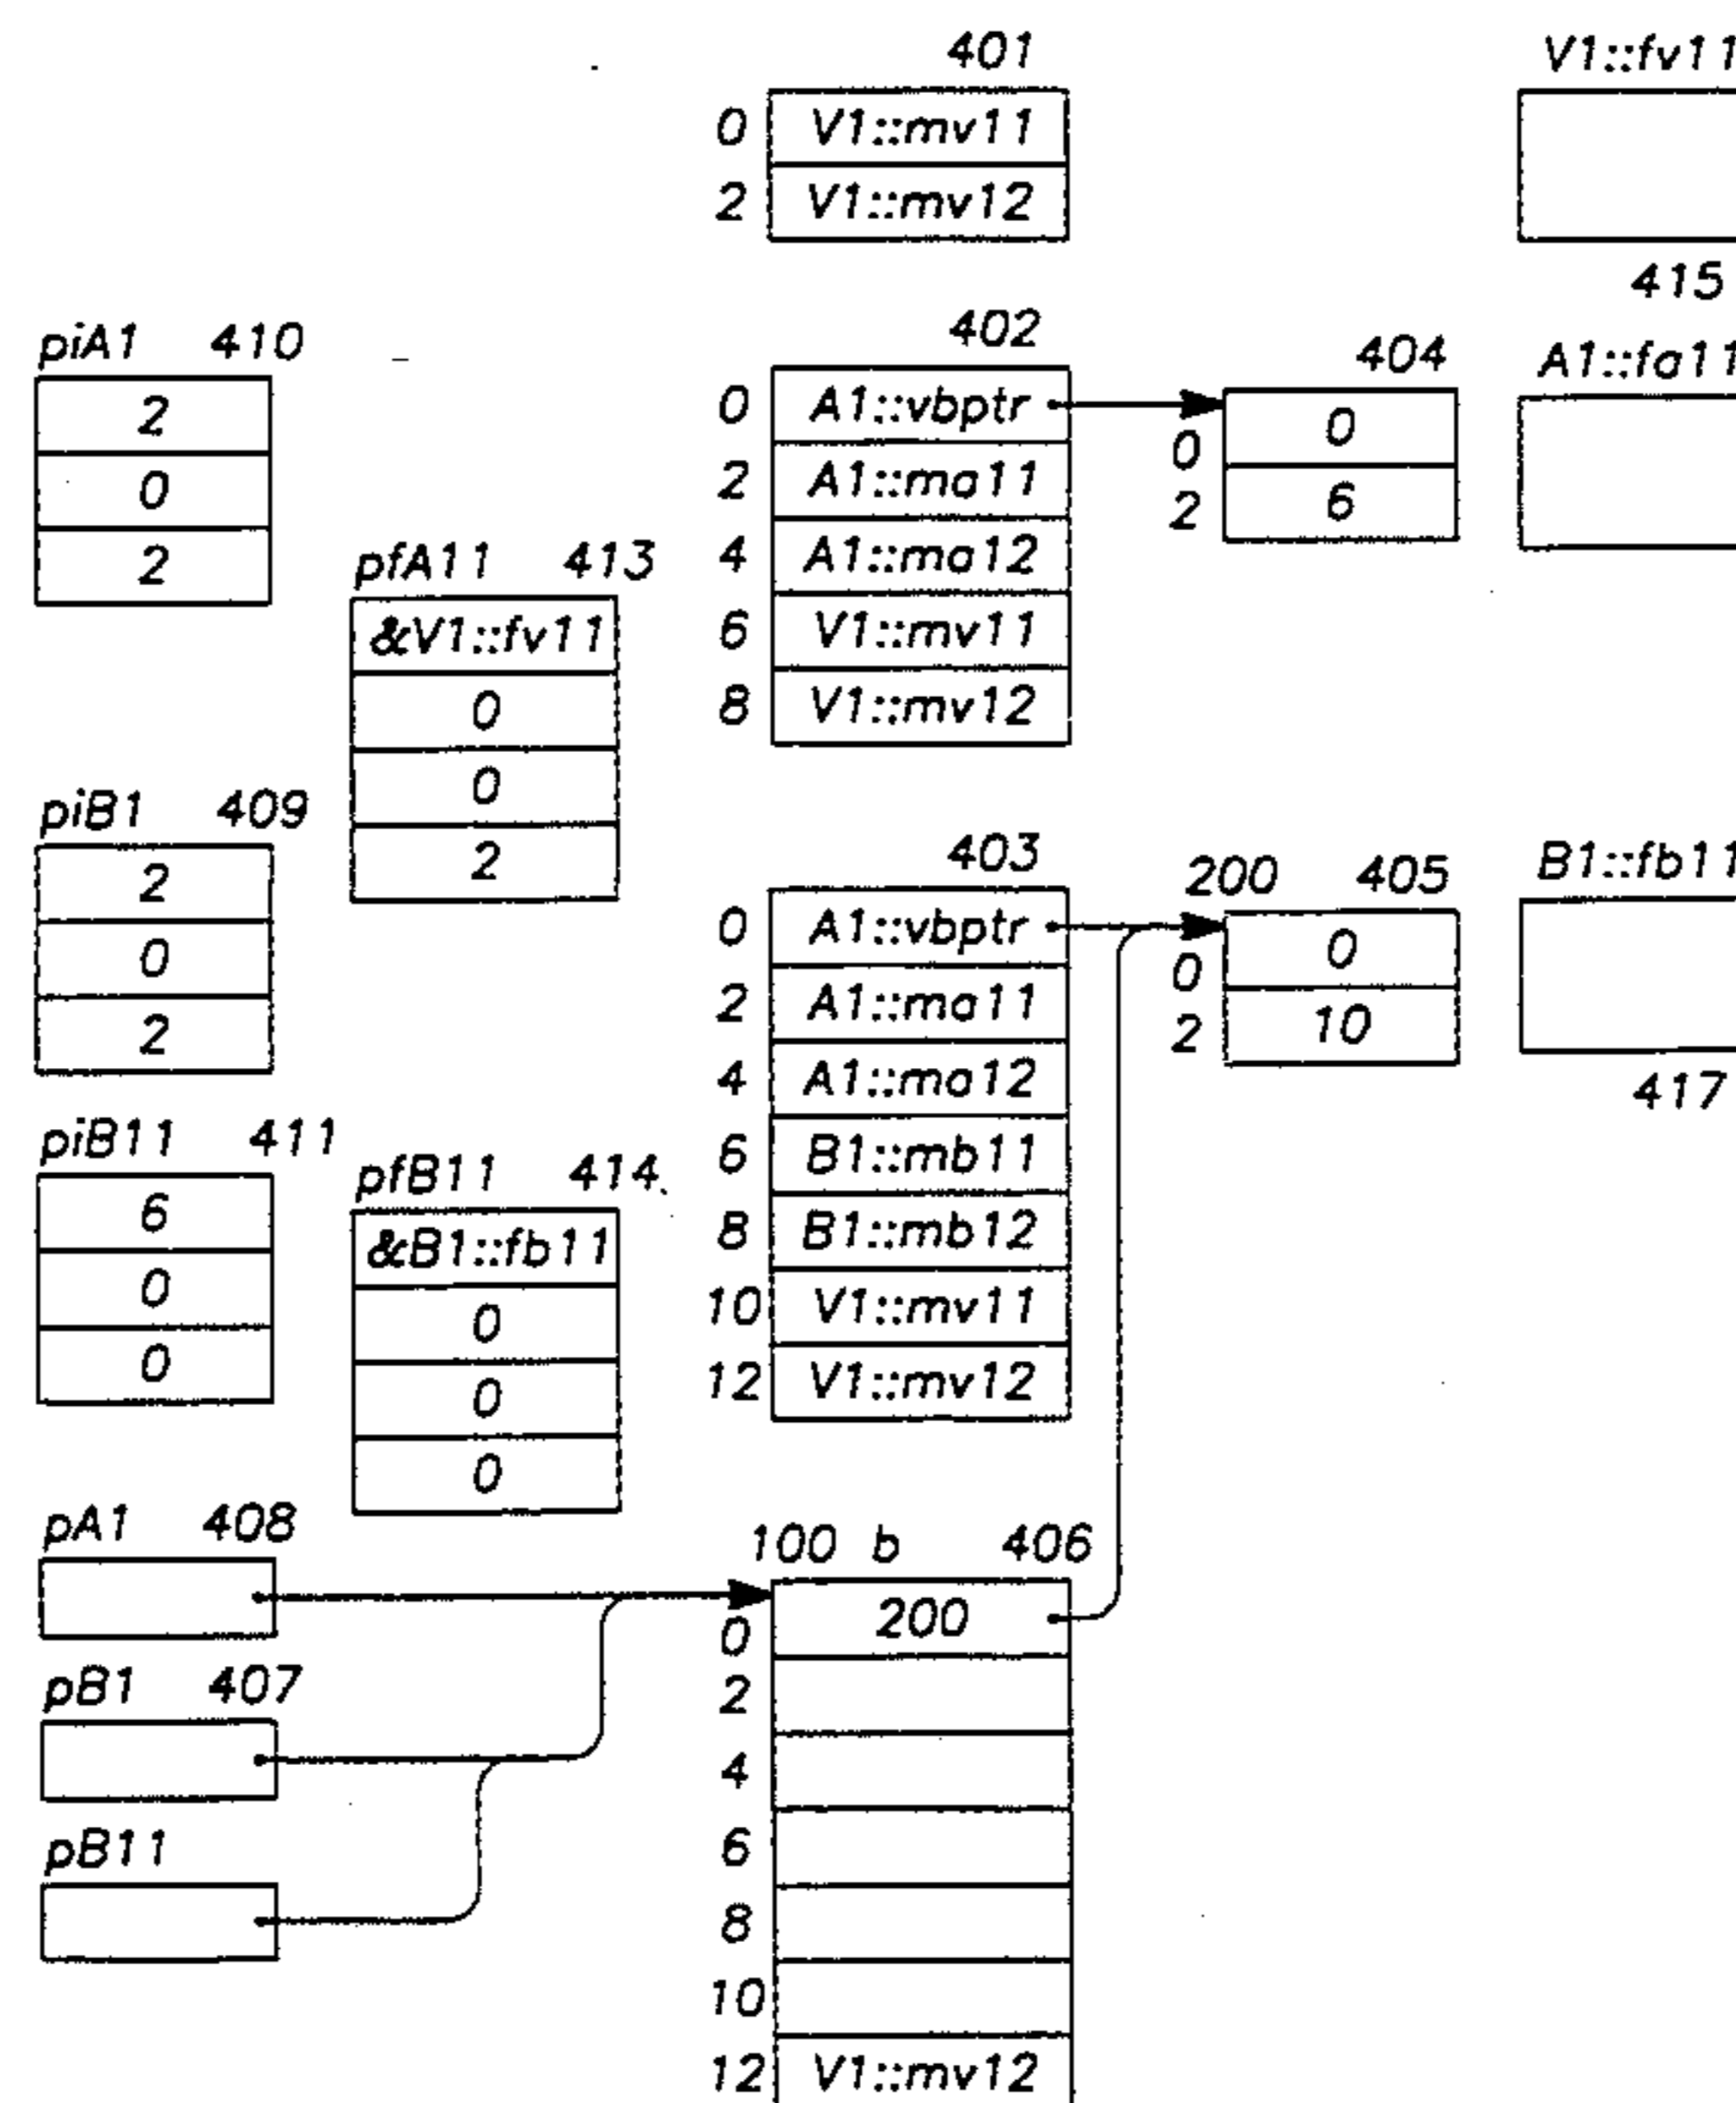 401
0 V1::mv11
2 V1::mv12
V1::fv11
415
piA1 410
2
0
2
402
0 A1::vbptr
2 A1::ma11
4 A1::ma12
6 V1::mv11
8 V1::mv12
404
0 0
2 6
A1::fa11
pfA11 413
&V1::fv11
0
0
2
piB1 409
2
0
2
403
0 A1::vbptr
2 A1::ma11
4 A1::ma12
6 B1::mb11
8 B1::mb12
10 V1::mv11
12 V1::mv12
200 405
0 0
2 10
B1::fb11
417
piB11 411
6
0
0
pfB11 414
&B1::fb11
0
0
0
pA1 408
pB1 407
pB11
100 b 406
0 200
2
4
6
8
10
12 V1::mv12